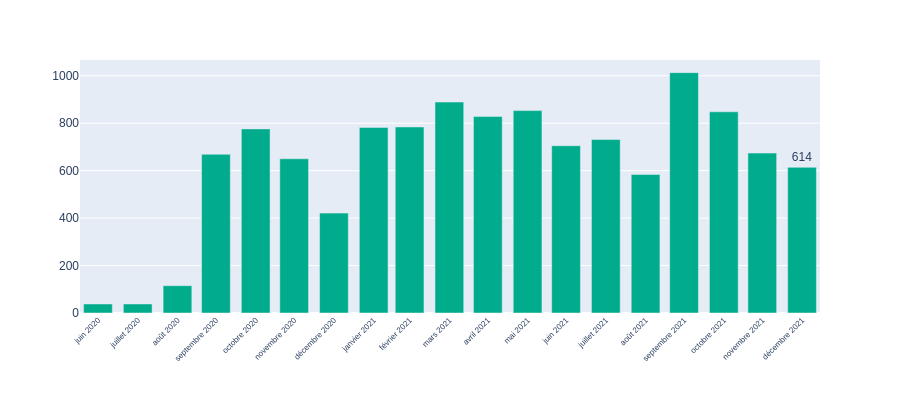 1000
800
600
400
200
0
614
juin 2020
juillet 2020
août 2020
septembre 2020
octobre 2020
novembre 2020
décembre 2020
janvier 2021
février 2021
mars 2021
avril 2021
mai 2021
juin 2021
juillet 2021
août 2021
septembre 2021
octobre 2021
novembre 2021
décembre 2021